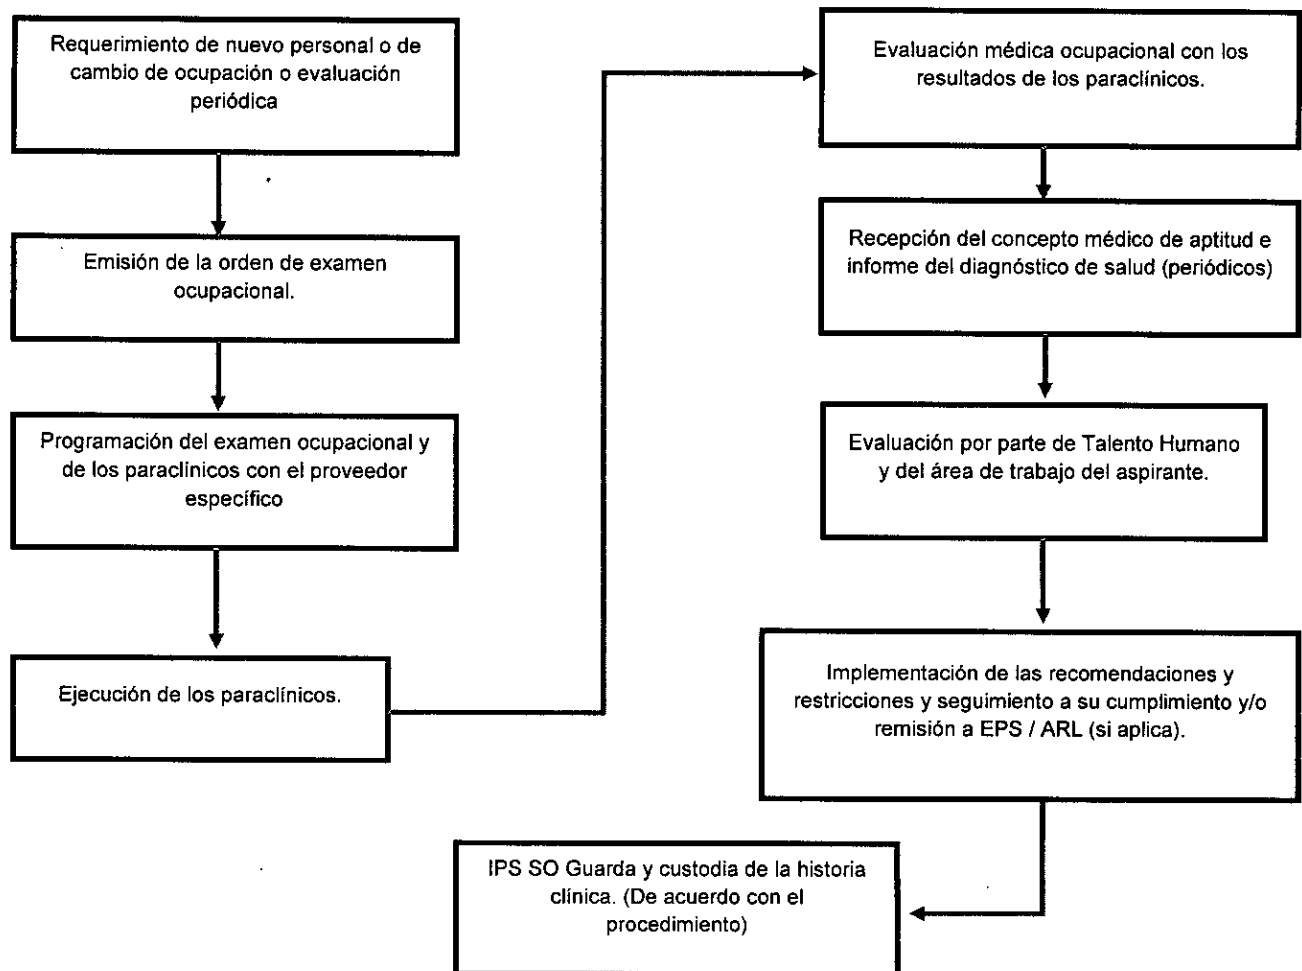 Requerimiento de nuevo personal o de
cambio de ocupación o evaluación
periódica
Emisión de la orden de examen
ocupacional.
Programación del examen ocupacional y
de los paraclínicos con el proveedor
específico
Ejecución de los paraclínicos.
Evaluación médica ocupacional con los
resultados de los paraclínicos.
Recepción del concepto médico de aptitud e
informe del diagnóstico de salud (periódicos)
Evaluación por parte de Talento Humano
y del área de trabajo del aspirante.
Implementación de las recomendaciones y
restricciones y seguimiento a su cumplimiento y/o
remisión a EPS / ARL (si aplica).
IPS SO Guarda y custodia de la historia
clínica. (De acuerdo con el
procedimiento)